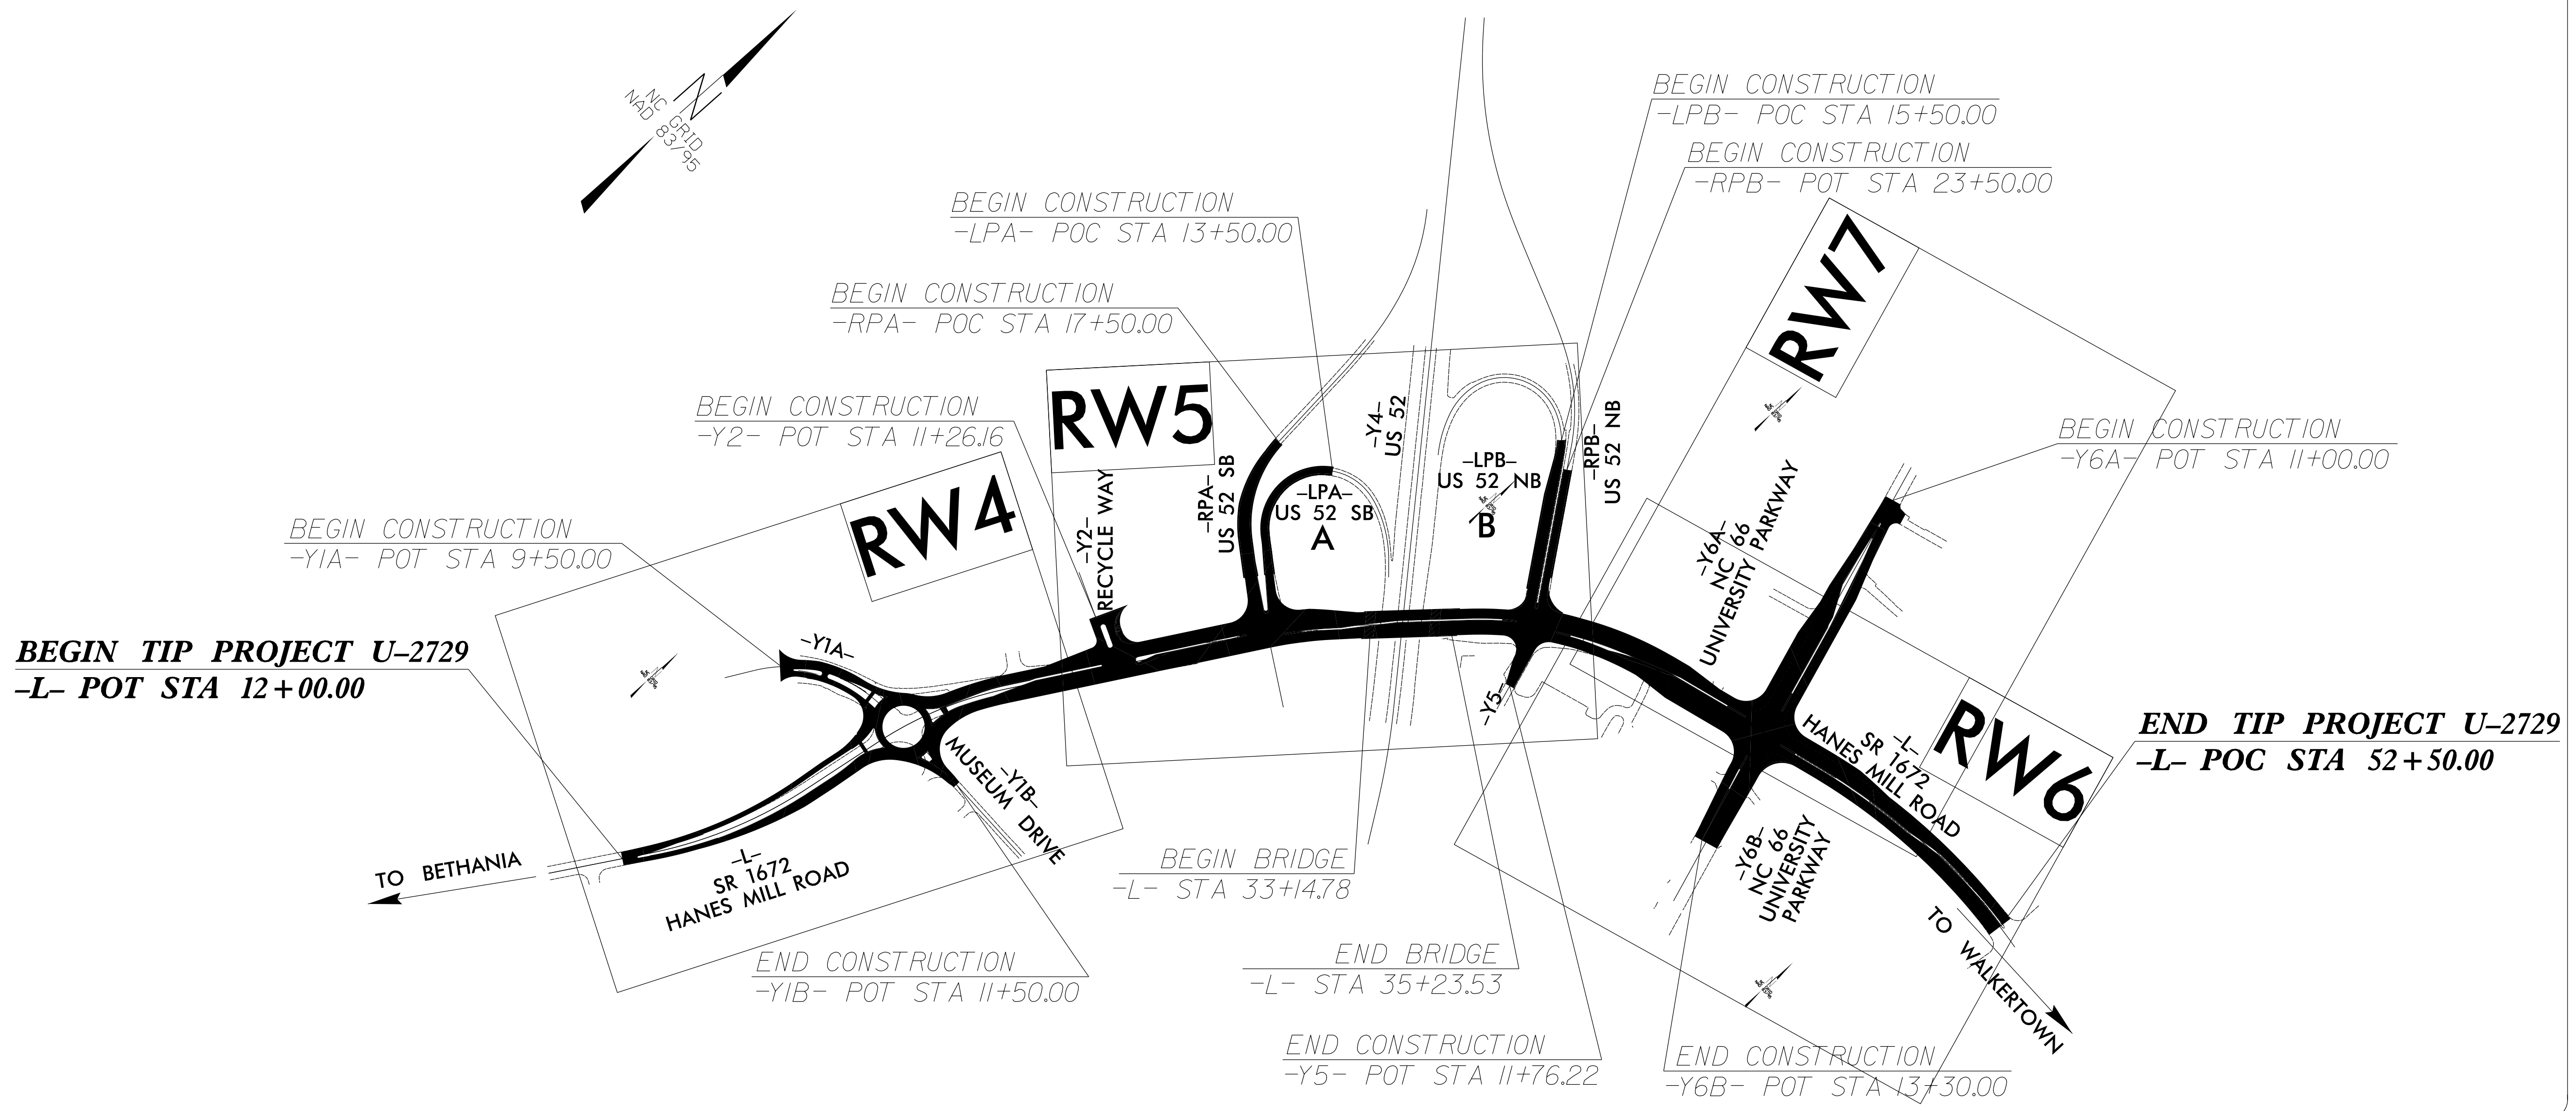 NC GRID
NAD 83/95
N
BEGIN CONSTRUCTION
-LPB- POC STA 15+50.00
BEGIN CONSTRUCTION
-RPB- POT STA 23+50.00
BEGIN CONSTRUCTION
-LPA- POC STA 13+50.00
BEGIN CONSTRUCTION
-RPA- POC STA 17+50.00
BEGIN CONSTRUCTION
-Y2- POT STA 11+26.16
BEGIN CONSTRUCTION
-Y1A- POT STA 9+50.00
BEGIN CONSTRUCTION
-Y6A- POT STA 11+00.00
RW4
RW5
RW7
RW6
-Y2-
RECYCLE WAY
-RPA-
US 52 SB
-LPA-
US 52 SB
A
-Y4-
US 52
-LPB-
US 52 NB
B
-RPB-
US 52 NB
-Y6A-
NC 66
UNIVERSITY PARKWAY
BEGIN TIP PROJECT U-2729
-L- POT STA 12+00.00
-Y1A-
-Y5-
-Y1B-
MUSEUM DRIVE
-L-
SR 1672
HANES MILL ROAD
END TIP PROJECT U-2729
-L- POC STA 52+50.00
TO BETHANIA
-L-
SR 1672
HANES MILL ROAD
-Y6B-
NC 66
UNIVERSITY
PARKWAY
TO WALKERTOWN
BEGIN BRIDGE
-L- STA 33+14.78
END BRIDGE
-L- STA 35+23.53
END CONSTRUCTION
-Y1B- POT STA 11+50.00
END CONSTRUCTION
-Y5- POT STA 11+76.22
END CONSTRUCTION
-Y6B- POT STA 13+30.00